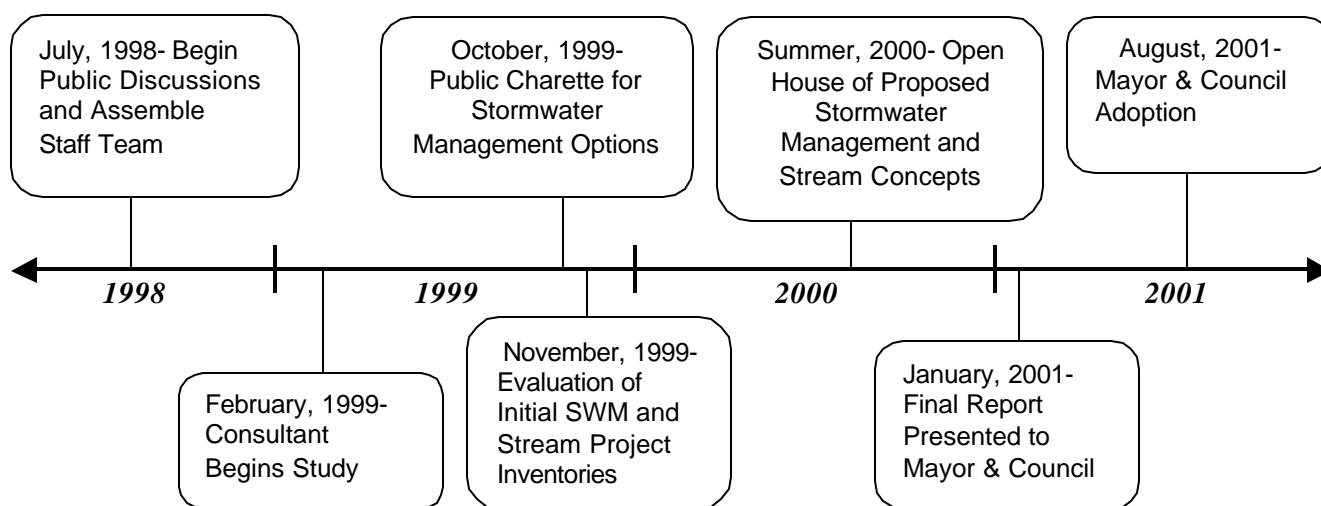 July, 1998- Begin
Public Discussions
and Assemble
Staff Team
October, 1999-
Public Charette for
Stormwater
Management Options
Summer, 2000- Open
House of Proposed
Stormwater
Management and
Stream Concepts
August, 2001-
Mayor & Council
Adoption
1998
1999
2000
2001
February, 1999-
Consultant
Begins Study
November, 1999-
Evaluation of
Initial SWM and
Stream Project
Inventories
January, 2001-
Final Report
Presented to
Mayor & Council